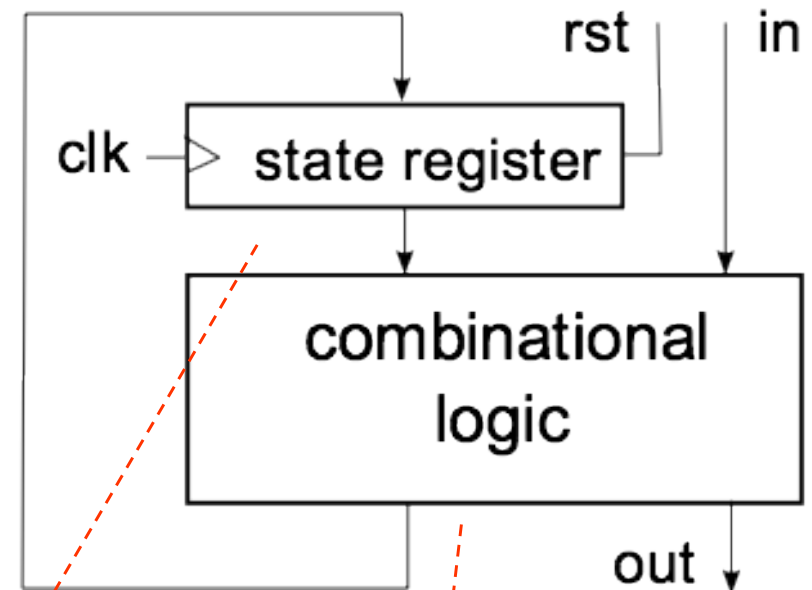 rst
in
clk
state register
combinational
logic
out